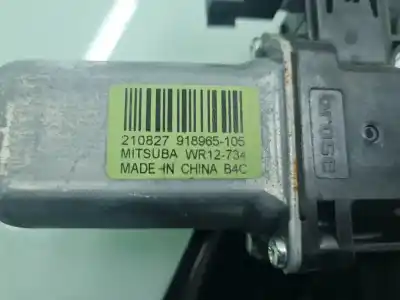 210827 918965-105
MITSUBA WR12-734
MADE IN CHINA B4C
brose